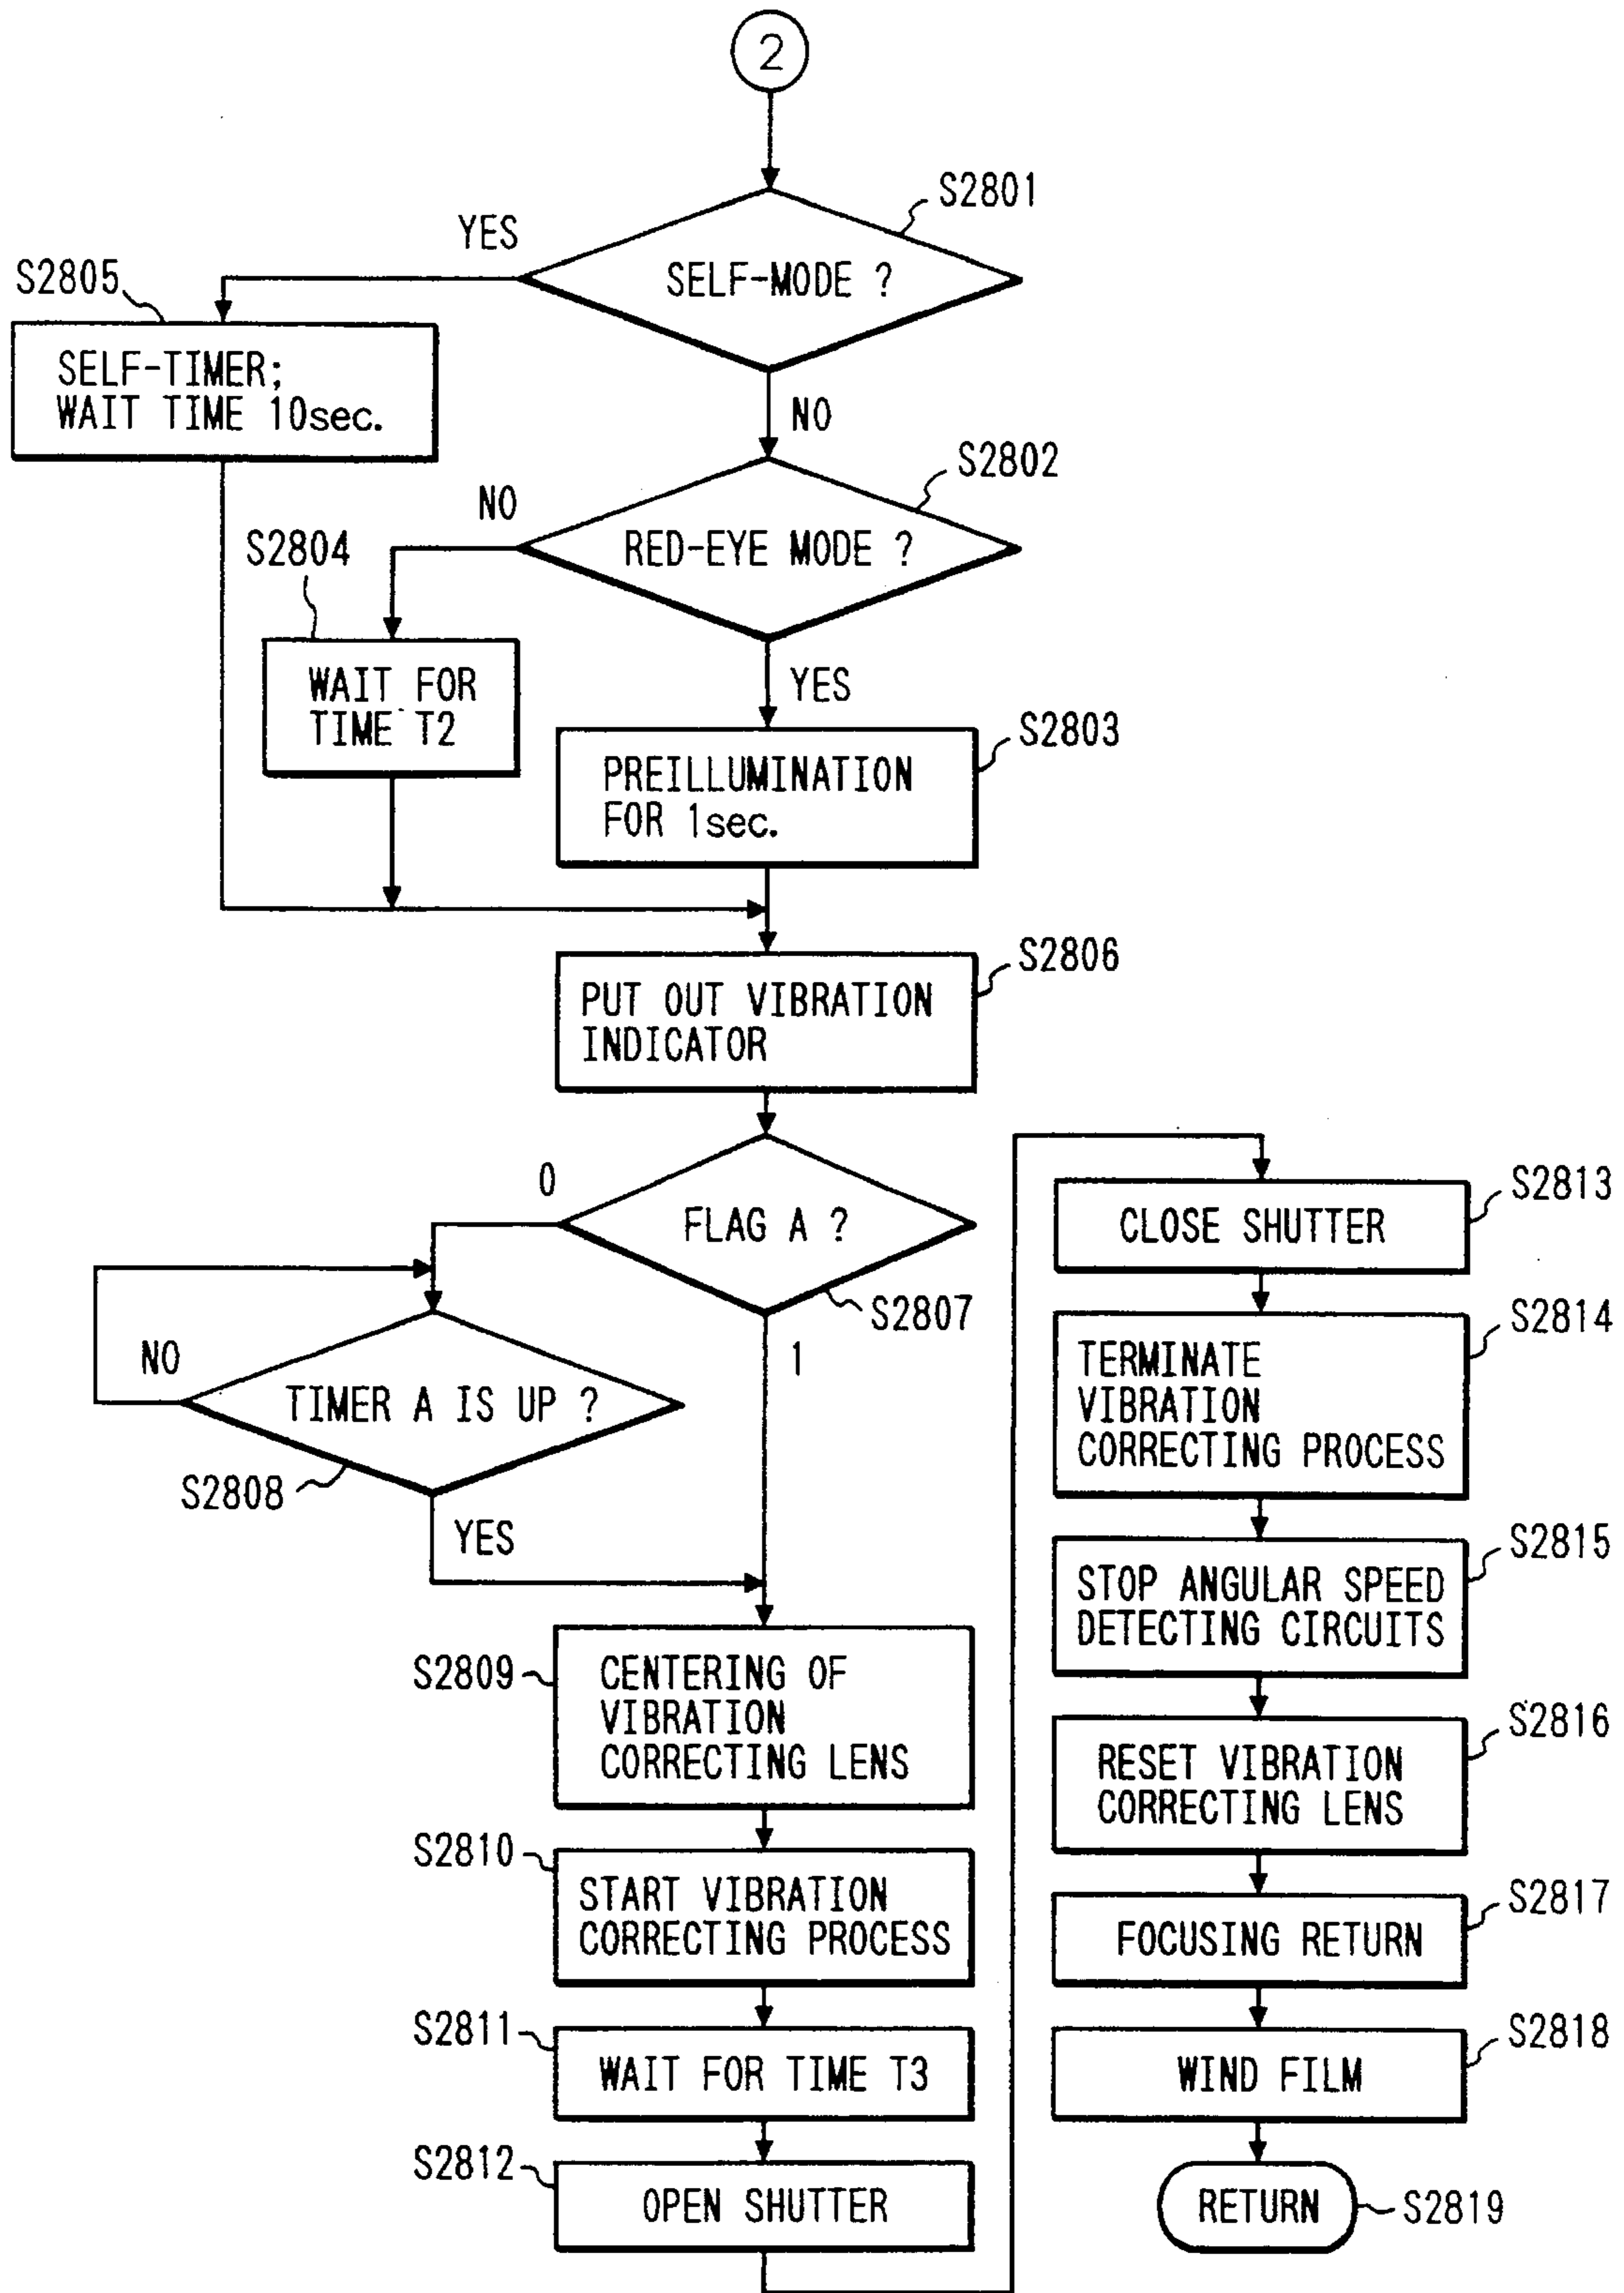 2
S2801
YES
SELF-MODE ?
S2805
SELF-TIMER;
WAIT TIME 10sec.
NO
S2802
NO
RED-EYE MODE ?
S2804
WAIT FOR
TIME T2
YES
S2803
PREILLUMINATION
FOR 1sec.
S2806
PUT OUT VIBRATION
INDICATOR
0
FLAG A ?
S2807
1
NO
TIMER A IS UP ?
S2808
YES
S2809
CENTERING OF
VIBRATION
CORRECTING LENS
S2810
START VIBRATION
CORRECTING PROCESS
S2811
WAIT FOR TIME T3
S2812
OPEN SHUTTER
S2813
CLOSE SHUTTER
S2814
TERMINATE
VIBRATION
CORRECTING PROCESS
S2815
STOP ANGULAR SPEED
DETECTING CIRCUITS
S2816
RESET VIBRATION
CORRECTING LENS
S2817
FOCUSING RETURN
S2818
WIND FILM
RETURN
S2819